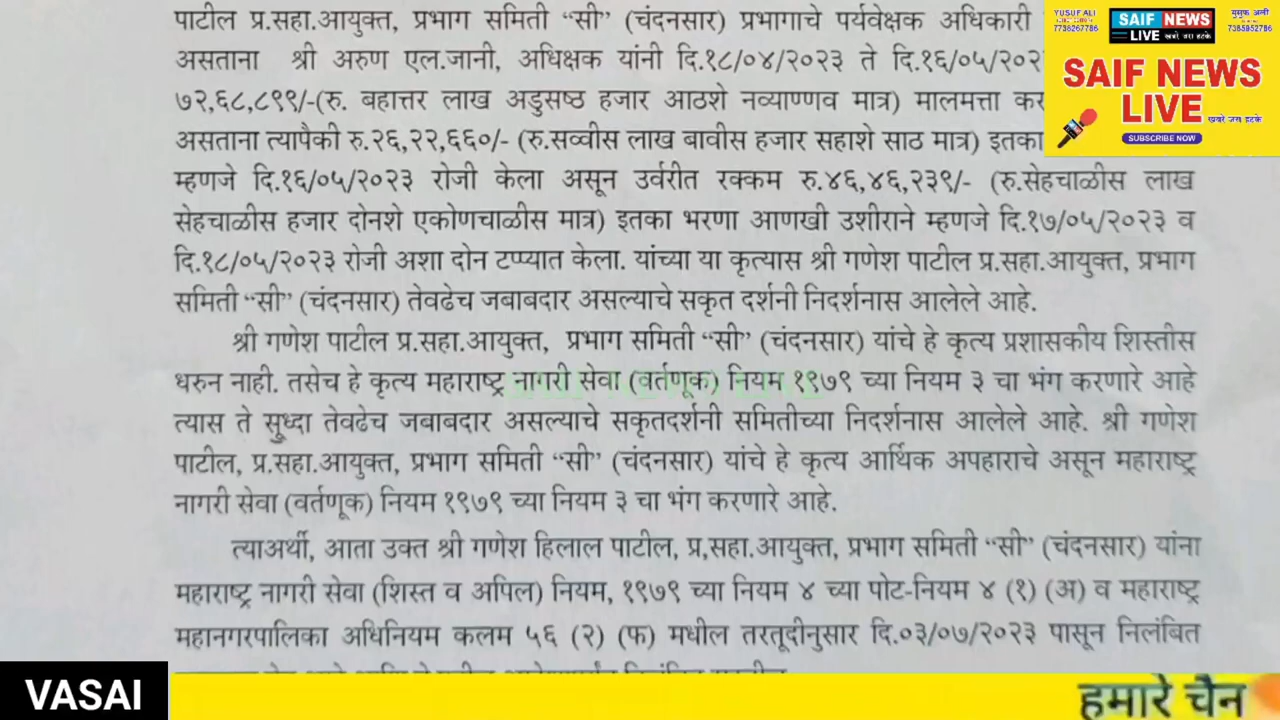 पाटील प्र.सहा.आयुक्त, प्रभाग समिती “सी” (चंदनसार) प्रभागाचे पर्यवेक्षक अधिकारी
असताना श्री अरुण एल.जानी, अधिक्षक यांनी दि.१८/०४/२०२३ ते दि.१६/०५/२०२
७२,६८,८९९/-(रु. बहात्तर लाख अडुसष्ठ हजार आठशे नव्याण्णव मात्र) मालमत्ता कर
असताना त्यापैकी रु.२६,२२,६६०/- (रु.सव्वीस लाख बावीस हजार सहाशे साठ मात्र) इतका
म्हणजे दि.१६/०५/२०२३ रोजी केला असून उर्वरीत रक्कम रु.४६,४६,२३९/- (रु.सेहचाळीस लाख
सेहचाळीस हजार दोनशे एकोणचाळीस मात्र) इतका भरणा आणखी उशीराने म्हणजे दि.१७/०५/२०२३ व
दि.१८/०५/२०२३ रोजी अशा दोन टप्प्यात केला. यांच्या या कृत्यास श्री गणेश पाटील प्र.सहा.आयुक्त, प्रभाग
समिती “सी” (चंदनसार) तेवढेच जबाबदार असल्याचे सकृत दर्शनी निदर्शनास आलेले आहे.
श्री गणेश पाटील प्र.सहा.आयुक्त, प्रभाग समिती “सी” (चंदनसार) यांचे हे कृत्य प्रशासकीय शिस्तीस
धरुन नाही. तसेच हे कृत्य महाराष्ट्र नागरी सेवा (वर्तणूक) नियम १९७९ च्या नियम ३ चा भंग करणारे आहे
त्यास ते सुध्दा तेवढेच जबाबदार असल्याचे सकृतदर्शनी समितीच्या निदर्शनास आलेले आहे. श्री गणेश
पाटील, प्र.सहा.आयुक्त, प्रभाग समिती “सी” (चंदनसार) यांचे हे कृत्य आर्थिक अपहाराचे असून महाराष्ट्र
नागरी सेवा (वर्तणूक) नियम १९७९ च्या नियम ३ चा भंग करणारे आहे.
त्याअर्थी, आता उक्त श्री गणेश हिलाल पाटील, प्र,सहा.आयुक्त, प्रभाग समिती “सी” (चंदनसार) यांना
महाराष्ट्र नागरी सेवा (शिस्त व अपिल) नियम, १९७९ च्या नियम ४ च्या पोट-नियम ४ (१) (अ) व महाराष्ट्र
महानगरपालिका अधिनियम कलम ५६ (२) (फ) मधील तरतूदीनुसार दि.०३/०७/२०२३ पासून निलंबित
YUSUF ALI
7738267786
SAIF NEWS
LIVE खबरें जरा हटके
युसुफ अली
7385952786
SAIF NEWS
LIVE
खबरें जरा हटके
SUBSCRIBE NOW
VASAI
हमारे चैन